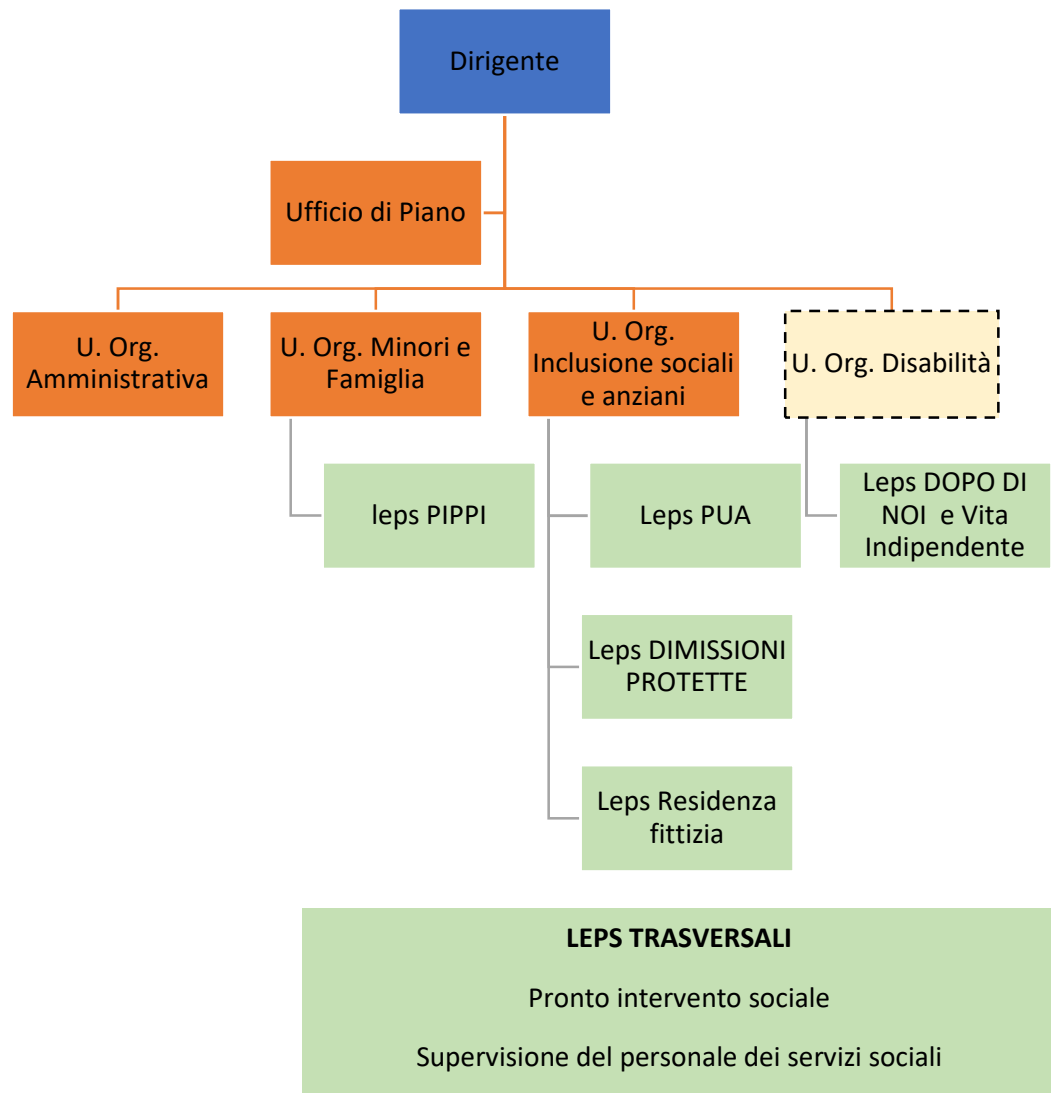 Dirigente
Ufficio di Piano
U. Org.
Amministrativa
U. Org. Minori e
Famiglia
U. Org.
Inclusione sociali
e anziani
U. Org. Disabilità
leps PIPPI
Leps PUA
Leps DOPO DI
NOI e Vita
Indipendente
Leps DIMISSIONI
PROTETTE
Leps Residenza
fittizia
LEPS TRASVERSALI
Pronto intervento sociale
Supervisione del personale dei servizi sociali